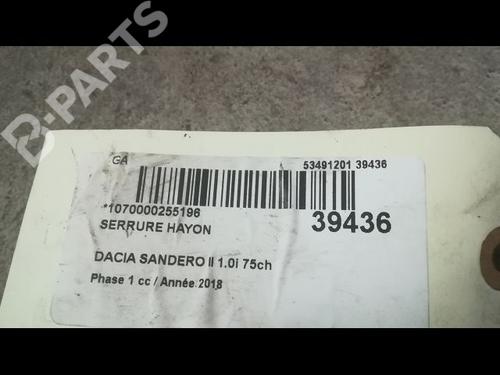 B-PARTS
GA
53491201 39436
*1070000255196
39436
SERRURE HAYON
DACIA SANDERO II 1.0i 75ch
Phase 1 cc / Année 2018